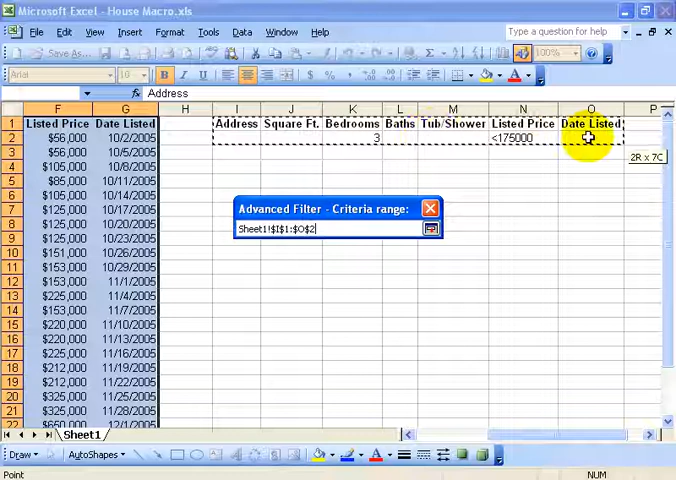 Microsoft Excel - House Macro.xls
File Edit View Insert Format Tools Data Window Help Type a question for help
Save As...
Σ 100%
Arial 10 B I U $ % , A
fx Address
F G H I J K L M N O P
1 Listed Price Date Listed Address Square Ft. Bedrooms Baths Tub/Shower Listed Price Date Listed
2 $56,000 10/2/2005 3 <175000
3 $56,000 10/5/2005
4 $105,000 10/8/2005
5 $85,000 10/11/2005
6 $105,000 10/14/2005
7 $153,000 10/17/2005
8 $128,000 10/20/2005
9 $128,000 10/23/2005
10 $151,000 10/26/2005
11 $153,000 10/29/2005
12 $153,000 11/1/2005
13 $225,000 11/4/2005
14 $153,000 11/7/2005
15 $220,000 11/10/2005
16 $220,000 11/13/2005
17 $225,000 11/16/2005
18 $212,000 11/19/2005
19 $212,000 11/22/2005
20 $325,000 11/25/2005
21 $325,000 11/28/2005
22 $650,000 12/1/2005
2R x 7C
Advanced Filter - Criteria range:
Sheet1!$I$1:$O$2
Sheet1
Draw AutoShapes A
Point NUM